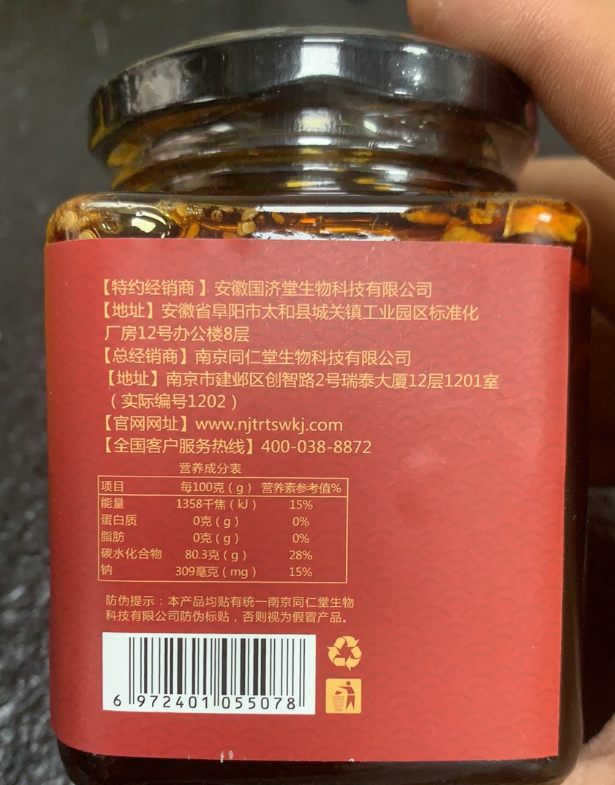 【特约经销商】安徽国济堂生物科技有限公司
【地址】安徽省阜阳市太和县城关镇工业园区标准化
厂房12号办公楼8层
【总经销商】南京同仁堂生物科技有限公司
【地址】南京市建邺区创智路2号瑞泰大厦12层1201室
（实际编号1202）
【官网网址】www.njtrtswkj.com
【全国客户服务热线】400-038-8872
营养成分表
项目 每100克（g） 营养素参考值%
能量 1358千焦（kJ） 15%
蛋白质 0克（g） 0%
脂肪 0克（g） 0%
碳水化合物 80.3克（g） 28%
钠 309毫克（mg） 15%
防伪提示：本产品均贴有统一南京同仁堂生物
科技有限公司防伪标贴，否则视为假冒产品。
6 972401 055078